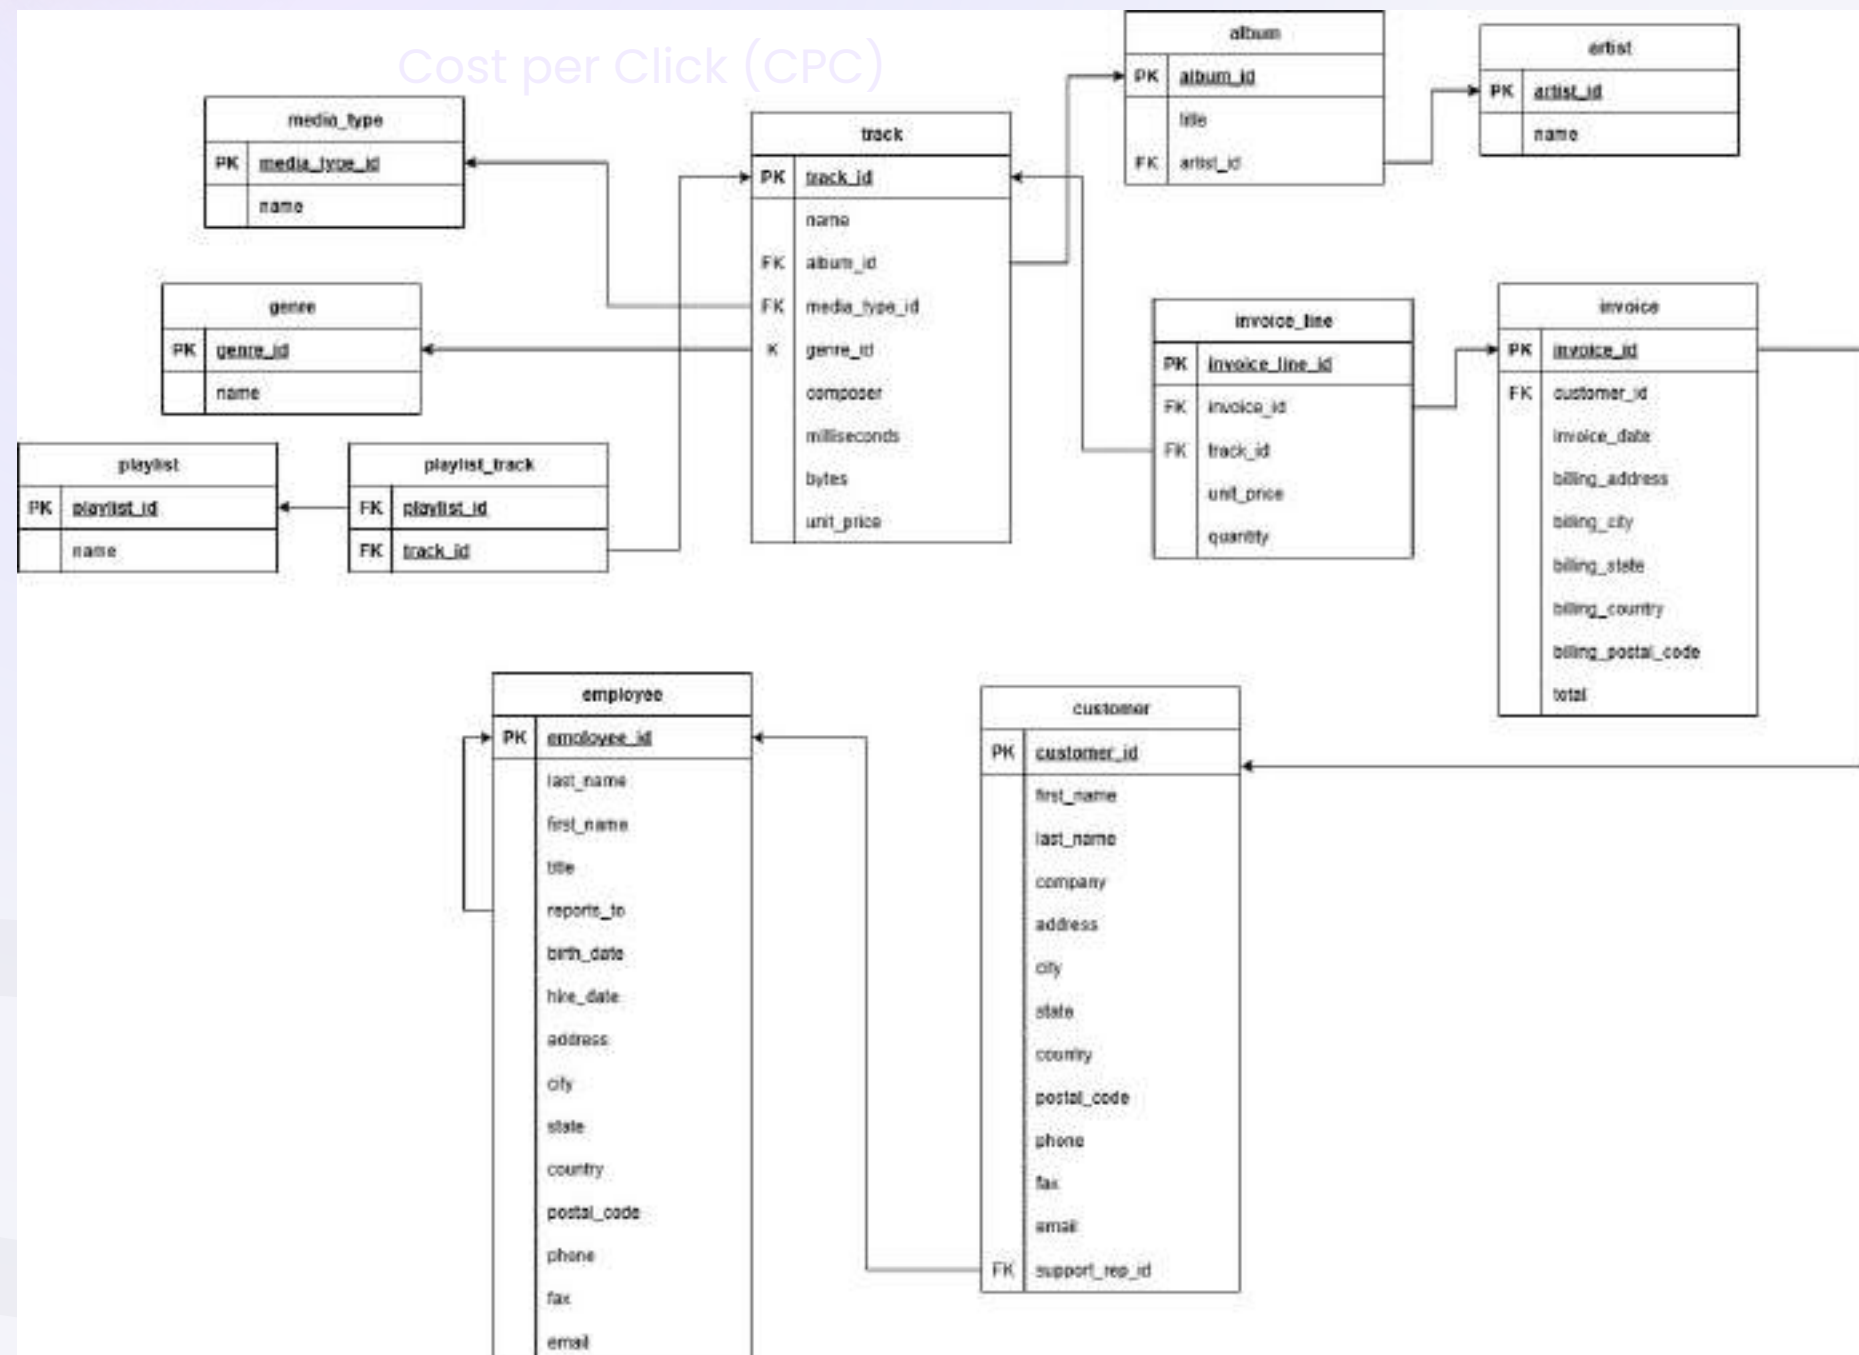 Cost per Click (CPC)
media_type
PK media_type_id
name
genre
PK genre_id
name
playlist
PK playlist_id
name
playlist_track
FK playlist_id
FK track_id
track
PK track_id
name
FK album_id
FK media_type_id
K genre_id
composer
milliseconds
bytes
unit_price
album
PK album_id
title
FK artist_id
artist
PK artist_id
name
invoice_line
PK invoice_line_id
FK invoice_id
FK track_id
unit_price
quantity
invoice
PK invoice_id
FK customer_id
invoice_date
billing_address
billing_city
billing_state
billing_country
billing_postal_code
total
employee
PK employee_id
last_name
first_name
title
reports_to
birth_date
hire_date
address
city
state
country
postal_code
phone
fax
email
customer
PK customer_id
first_name
last_name
company
address
city
state
country
postal_code
phone
fax
email
FK support_rep_id